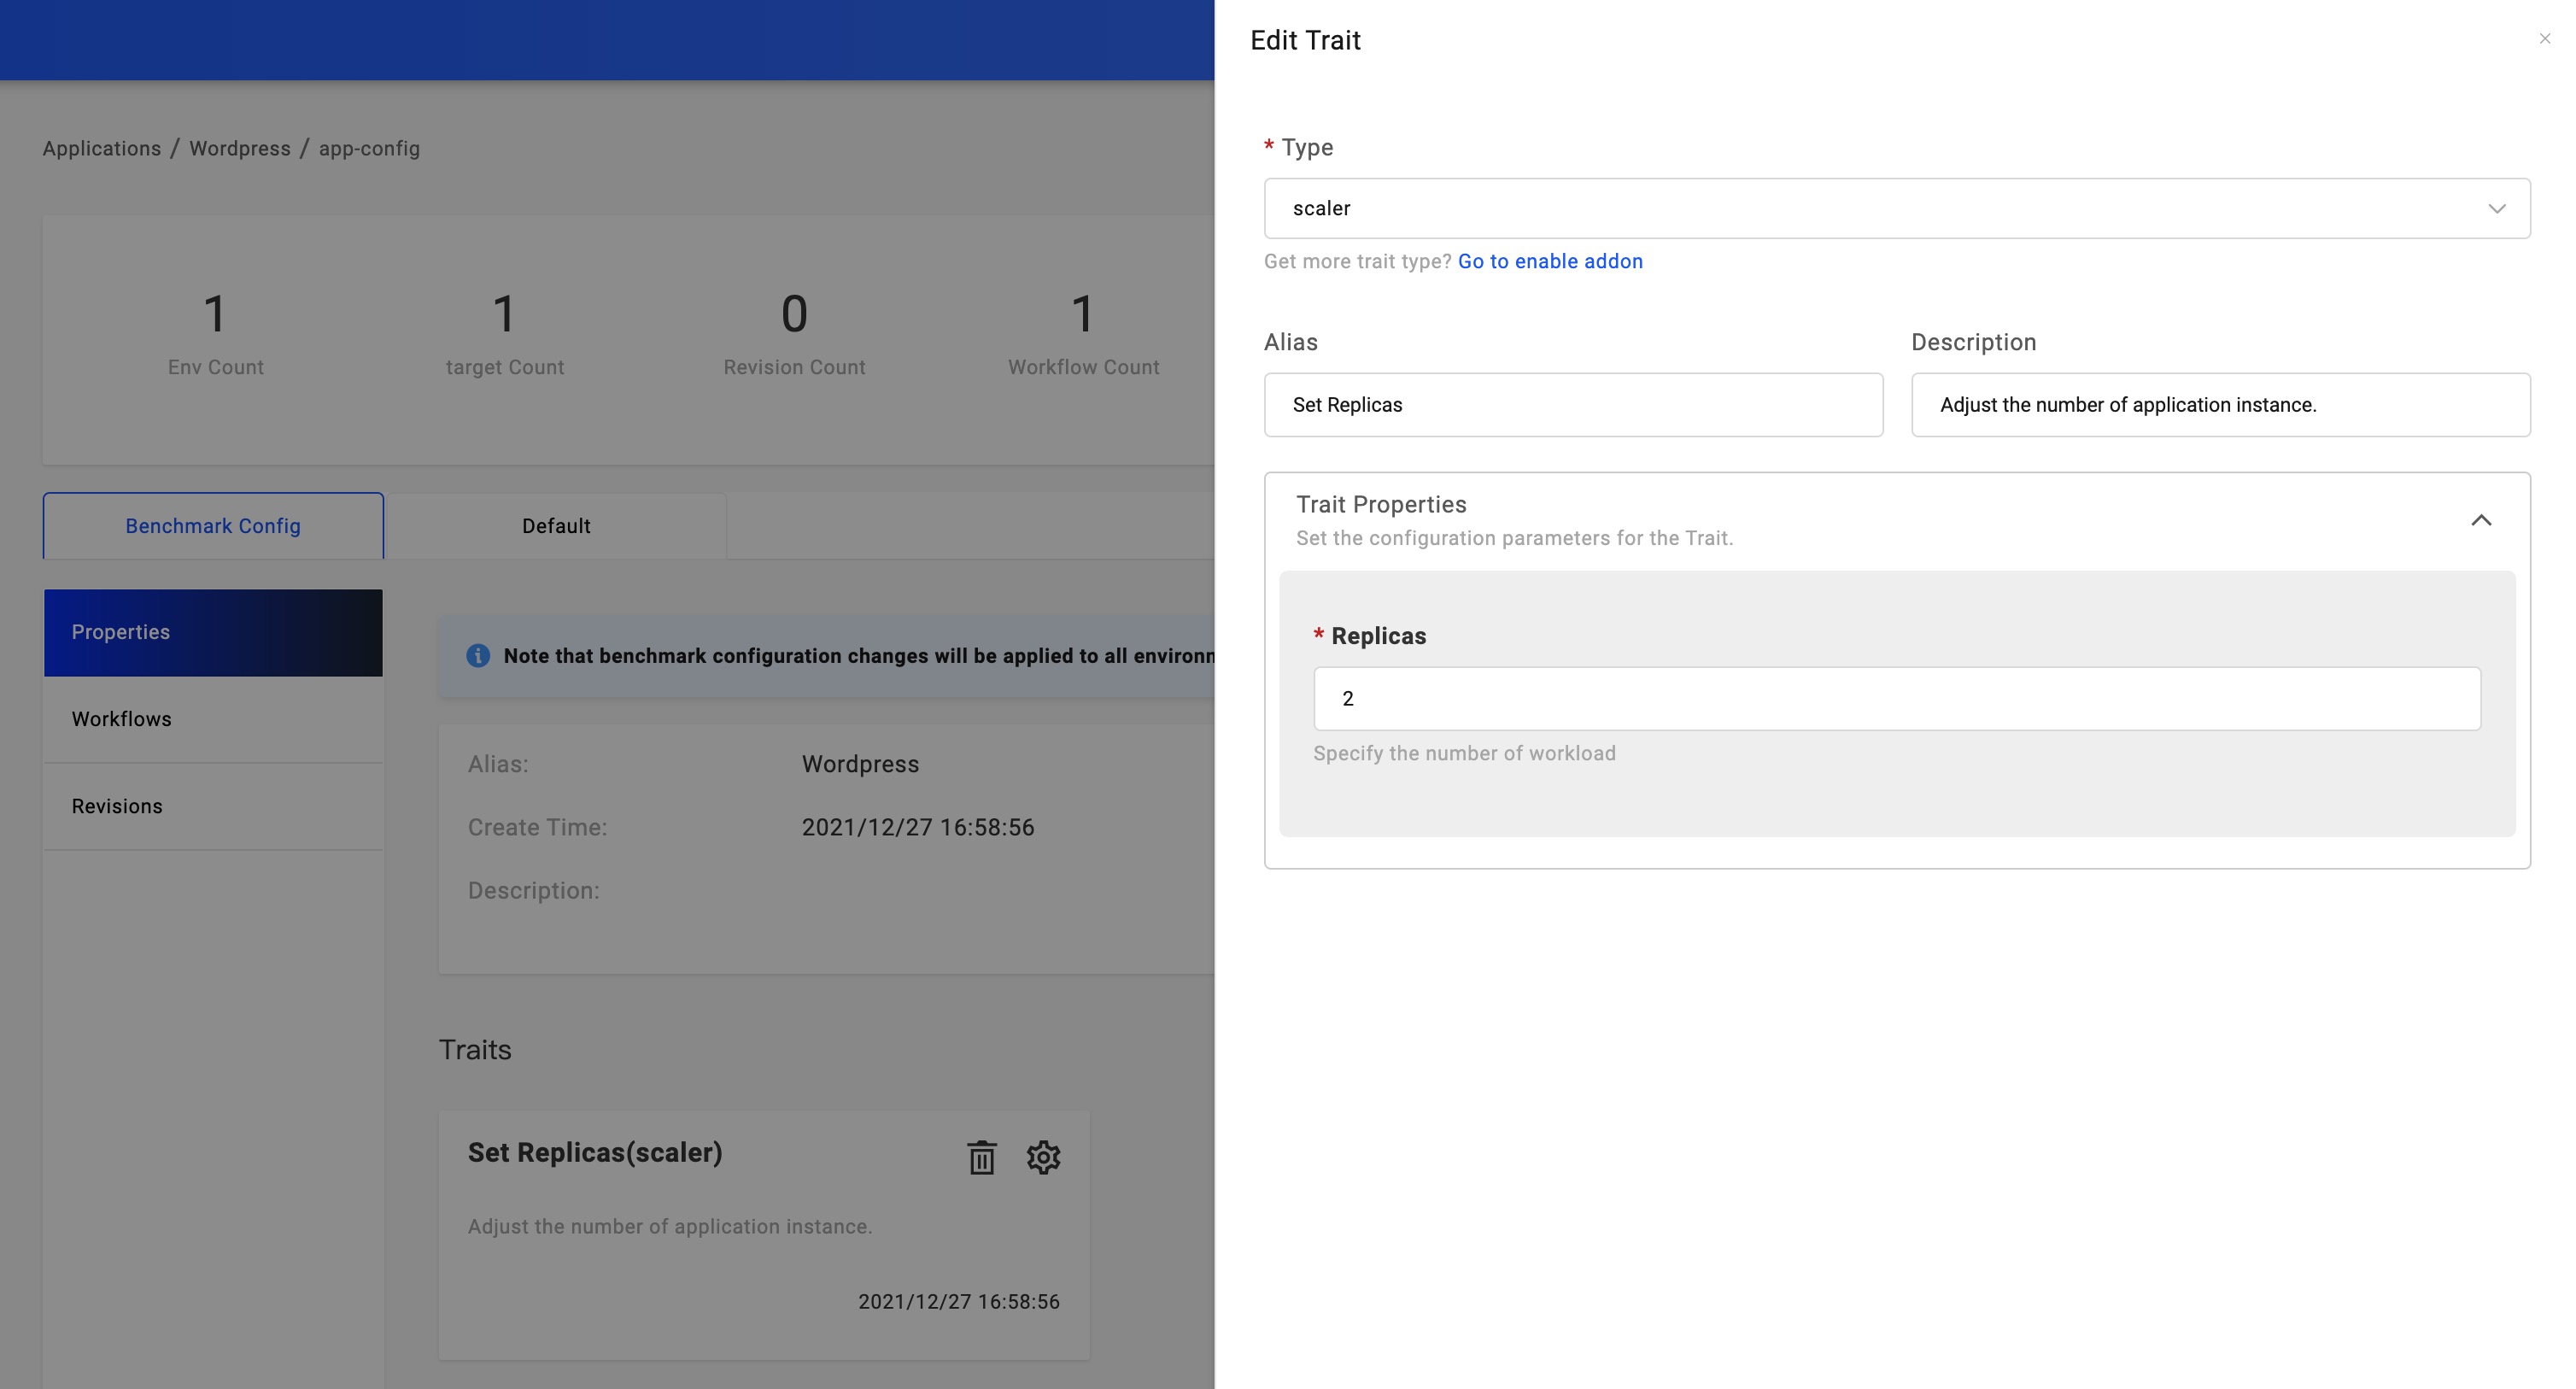 Applications / Wordpress / app-config
1
Env Count
1
target Count
0
Revision Count
1
Workflow Count
Benchmark Config
Default
Properties
Workflows
Revisions
Note that benchmark configuration changes will be applied to all
Alias:
Wordpress
Create Time:
2021/12/27 16:58:56
Description:
Traits
Set Replicas(scaler)
Adjust the number of application instance.
2021/12/27 16:58:56
Edit Trait
* Type
scaler
Get more trait type? Go to enable addon
Alias
Set Replicas
Description
Adjust the number of application instance.
Trait Properties
Set the configuration parameters for the Trait.
* Replicas
2
Specify the number of workload